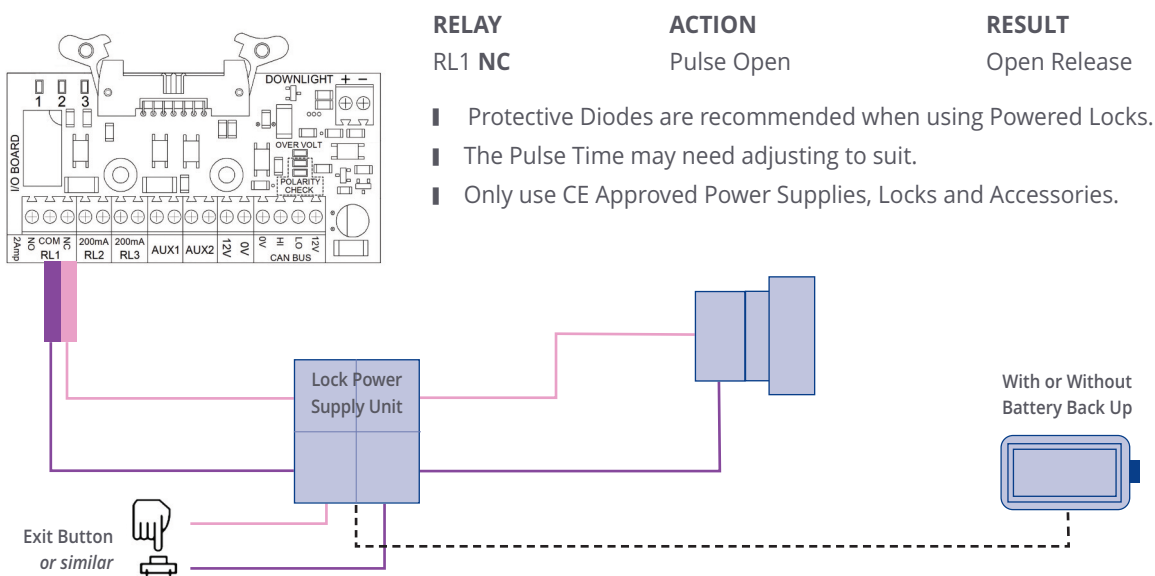 RELAY ACTION RESULT
RL1 NC Pulse Open Open Release
Protective Diodes are recommended when using Powered Locks.
The Pulse Time may need adjusting to suit.
Only use CE Approved Power Supplies, Locks and Accessories.
DOWNLIGHT + −
1 2 3
OVER VOLT
POLARITY
CHECK
I/O BOARD
2Amp
NO COM NC
RL1
200mA
RL2
200mA
RL3
AUX1
AUX2
12V
0V
0V HI LO 12V
CAN BUS
Lock Power
Supply Unit
With or Without
Battery Back Up
Exit Button
or similar